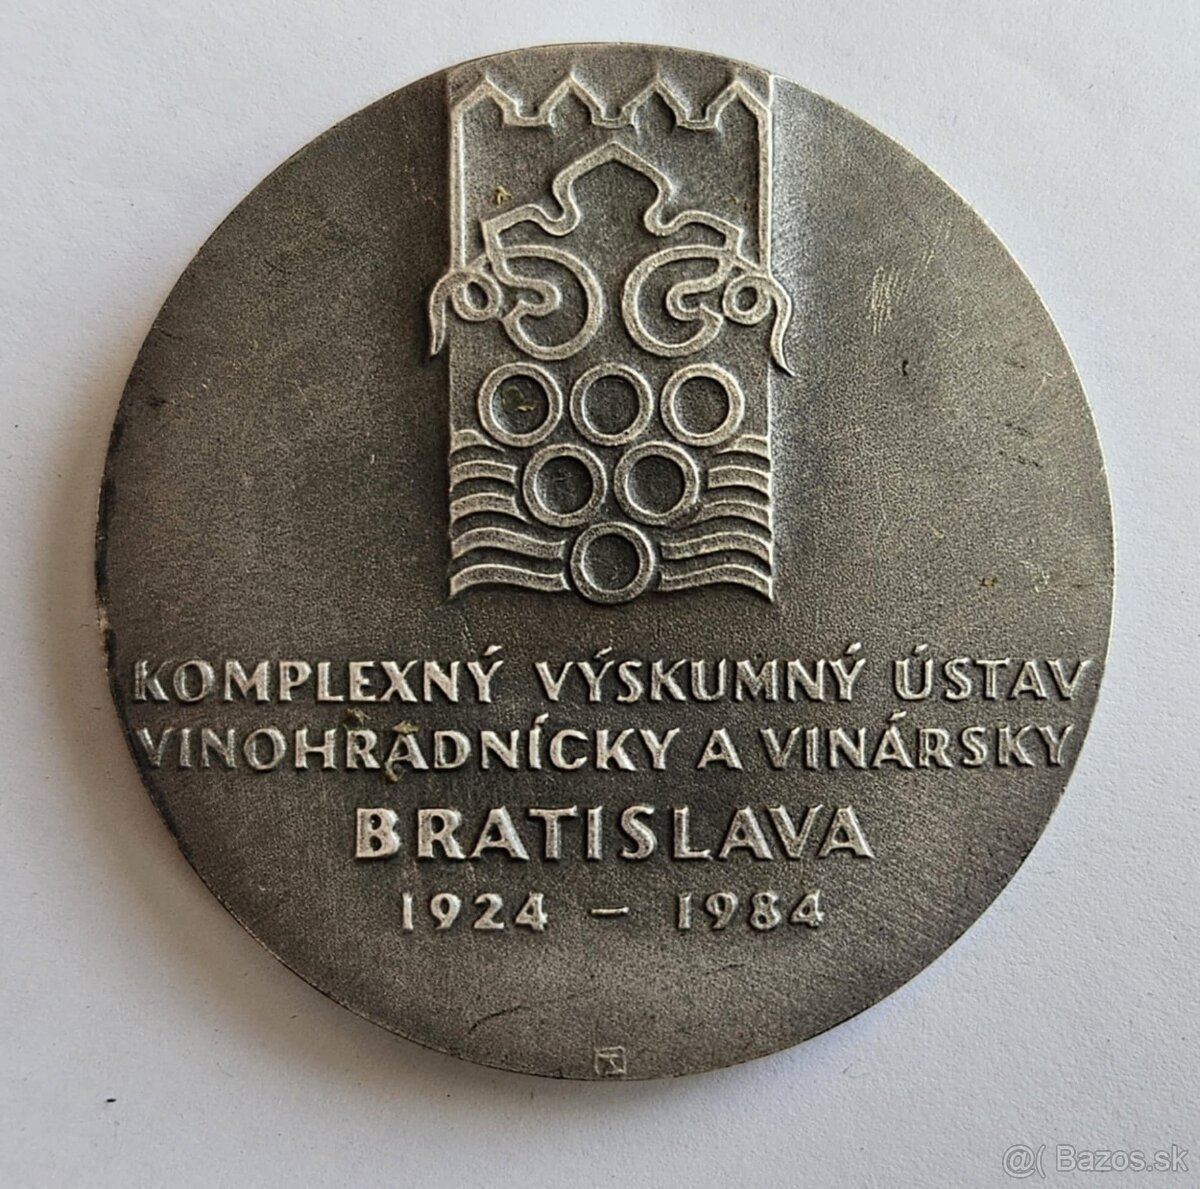 KOMPLEXNÝ VÝSKUMNÝ ÚSTAV
VINOHRADNÍCKY A VINÁRSKY
BRATISLAVA
1924 – 1984
@( Bazos.sk